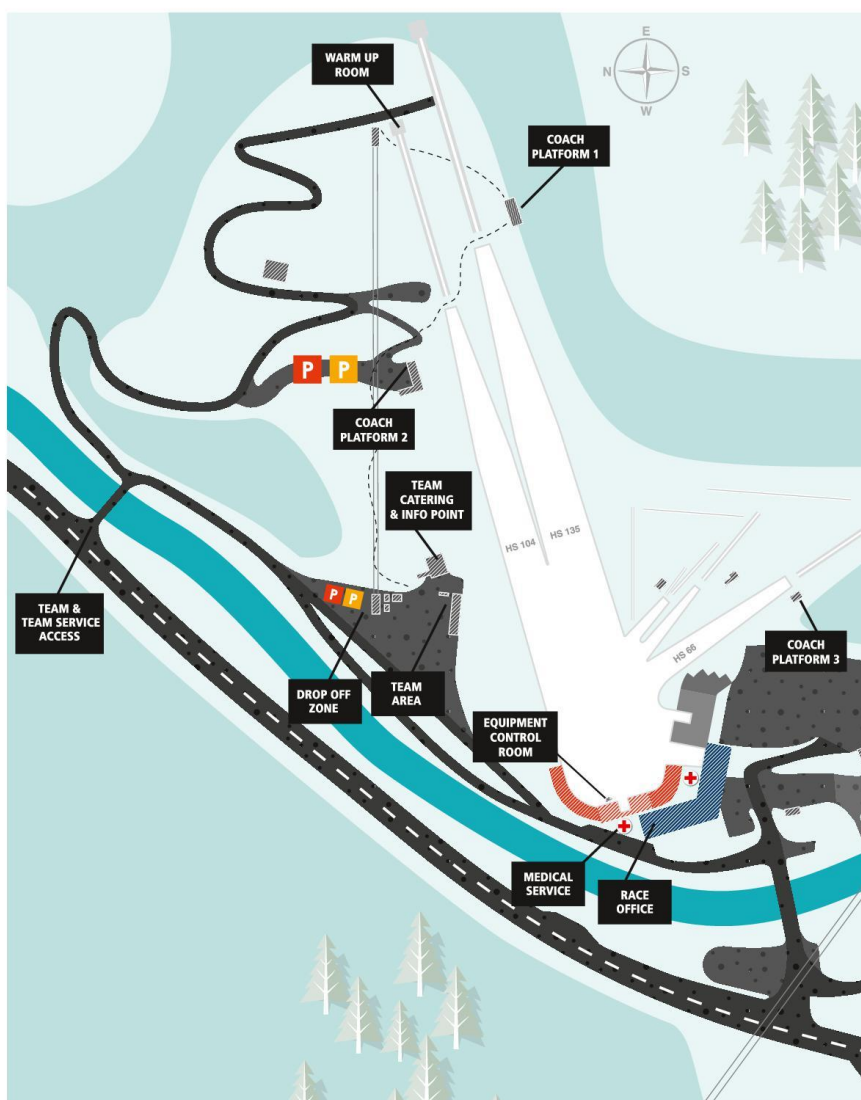 E
N
S
W
WARM UP
ROOM
COACH
PLATFORM 1
P
P
COACH
PLATFORM 2
TEAM
CATERING
& INFO POINT
HS 104
HS 135
TEAM &
TEAM SERVICE
ACCESS
P
P
DROP OFF
ZONE
TEAM
AREA
HS 65
COACH
PLATFORM 3
EQUIPMENT
CONTROL
ROOM
MEDICAL
SERVICE
RACE
OFFICE